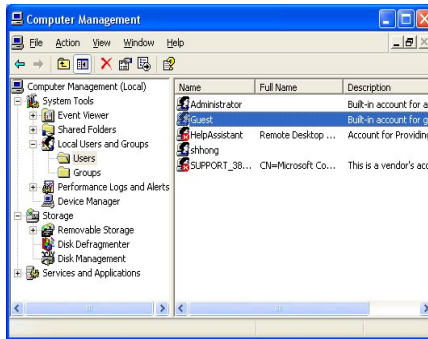 Computer Management
File Action View Window Help
Computer Management (Local)
System Tools
Event Viewer
Shared Folders
Local Users and Groups
Users
Groups
Performance Logs and Alerts
Device Manager
Storage
Removable Storage
Disk Defragmenter
Disk Management
Services and Applications
Name Full Name Description
Administrator Built-in account for a
Guest Built-in account for g
HelpAssistant Remote Desktop ... Account for Providing
shhong
SUPPORT_38... CN=Microsoft Co... This is a vendor's acc